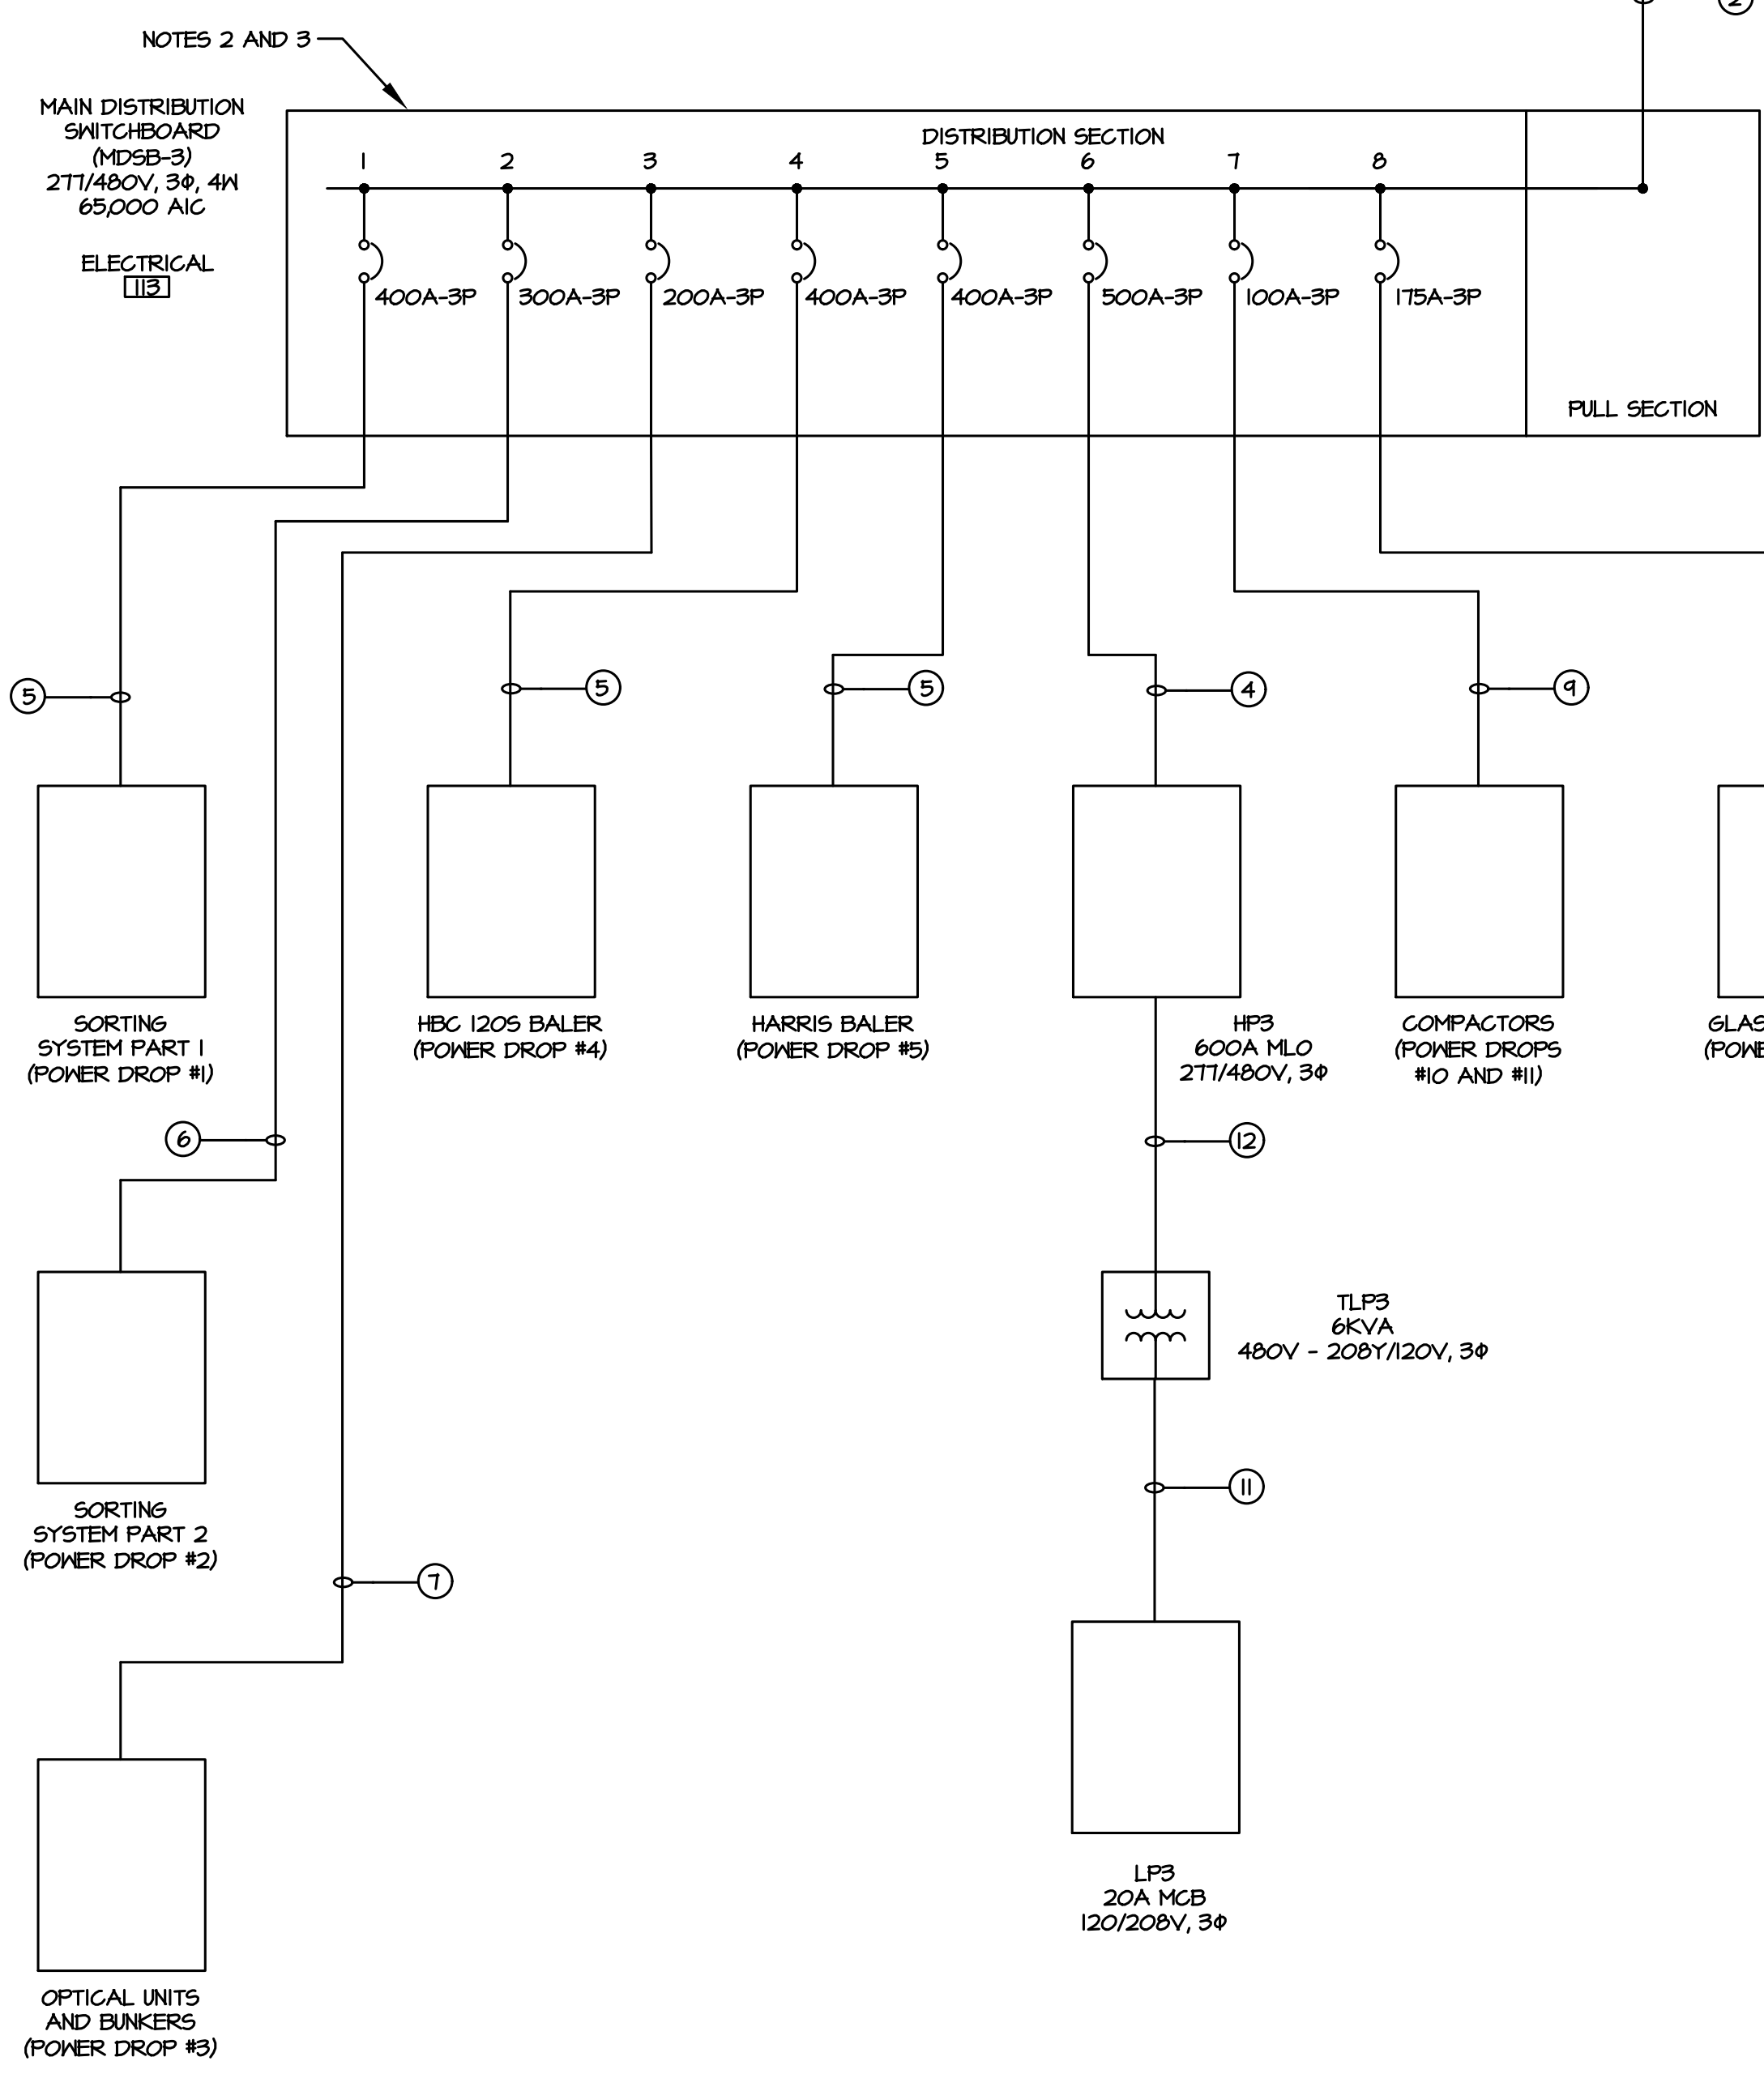 2
NOTES 2 AND 3
MAIN DISTRIBUTION
SWITCHBOARD
(MDSB-3)
277/480V, 3Φ, 4W
65,000 AIC
ELECTRICAL
113
DISTRIBUTION SECTION
1 2 3 4 5 6 7 8
400A-3P 300A-3P 200A-3P 400A-3P 400A-3P 500A-3P 100A-3P 175A-3P
PULL SECTION
5 5 5 4 9
SORTING
SYSTEM PART 1
(POWER DROP #1)
HBC 120S BALER
(POWER DROP #4)
HARRIS BALER
(POWER DROP #5)
HP3
600A MLO
277/480V, 3Φ
COMPACTORS
(POWER DROPS
#10 AND #11)
6
12
TLP3
6KVA
480V - 208Y/120V, 3Φ
11
SORTING
SYSTEM PART 2
(POWER DROP #2)
7
LP3
20A MCB
120/208V, 3Φ
OPTICAL UNITS
AND BUNKERS
(POWER DROP #3)